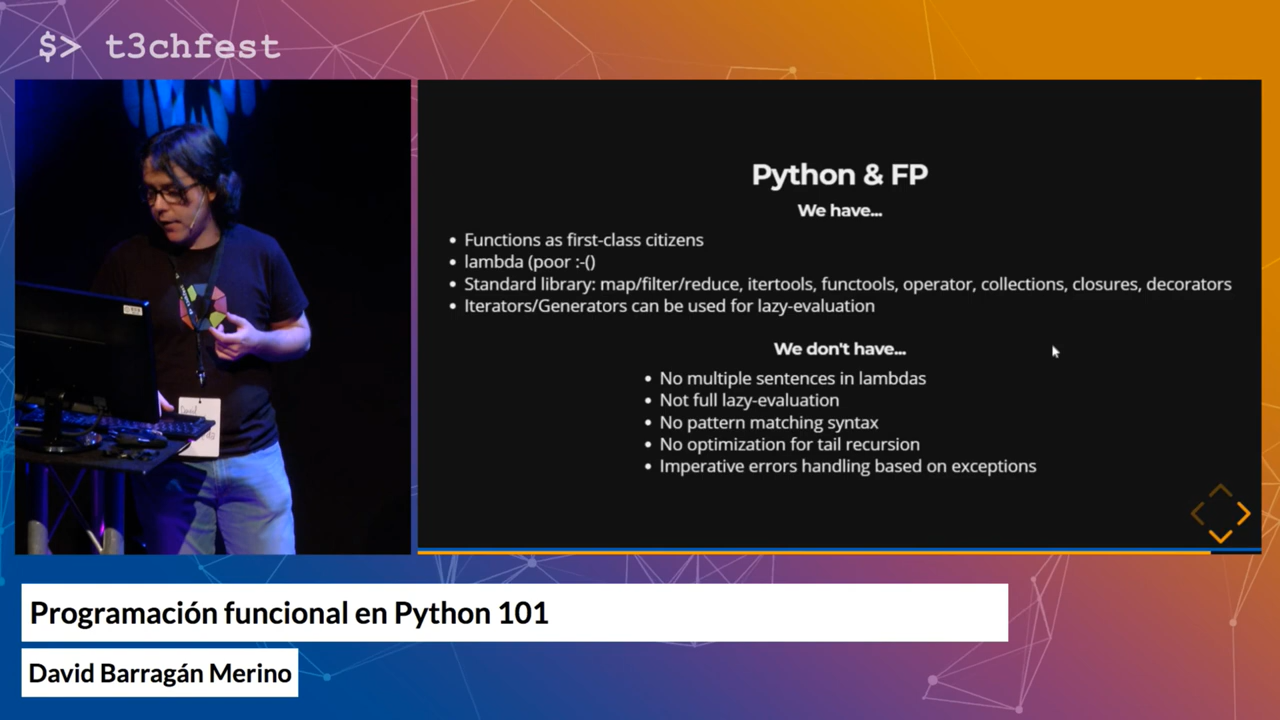 $> t3chfest
Python & FP
We have...
• Functions as first-class citizens
• lambda (poor :-()
• Standard library: map/filter/reduce, itertools, functools, operator, collections, closures, decorators
• Iterators/Generators can be used for lazy-evaluation
We don't have...
• No multiple sentences in lambdas
• Not full lazy-evaluation
• No pattern matching syntax
• No optimization for tail recursion
• Imperative errors handling based on exceptions
Programación funcional en Python 101
David Barragán Merino